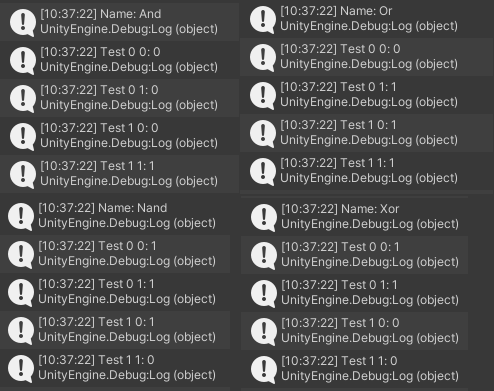 [10:37:22] Name: And
UnityEngine.Debug:Log (object)
[10:37:22] Test 0 0: 0
UnityEngine.Debug:Log (object)
[10:37:22] Test 0 1: 0
UnityEngine.Debug:Log (object)
[10:37:22] Test 1 0: 0
UnityEngine.Debug:Log (object)
[10:37:22] Test 1 1: 1
UnityEngine.Debug:Log (object)
[10:37:22] Name: Or
UnityEngine.Debug:Log (object)
[10:37:22] Test 0 0: 0
UnityEngine.Debug:Log (object)
[10:37:22] Test 0 1: 1
UnityEngine.Debug:Log (object)
[10:37:22] Test 1 0: 1
UnityEngine.Debug:Log (object)
[10:37:22] Test 1 1: 1
UnityEngine.Debug:Log (object)
[10:37:22] Name: Nand
UnityEngine.Debug:Log (object)
[10:37:22] Test 0 0: 1
UnityEngine.Debug:Log (object)
[10:37:22] Test 0 1: 1
UnityEngine.Debug:Log (object)
[10:37:22] Test 1 0: 1
UnityEngine.Debug:Log (object)
[10:37:22] Test 1 1: 0
UnityEngine.Debug:Log (object)
[10:37:22] Name: Xor
UnityEngine.Debug:Log (object)
[10:37:22] Test 0 0: 1
UnityEngine.Debug:Log (object)
[10:37:22] Test 0 1: 1
UnityEngine.Debug:Log (object)
[10:37:22] Test 1 0: 0
UnityEngine.Debug:Log (object)
[10:37:22] Test 1 1: 0
UnityEngine.Debug:Log (object)